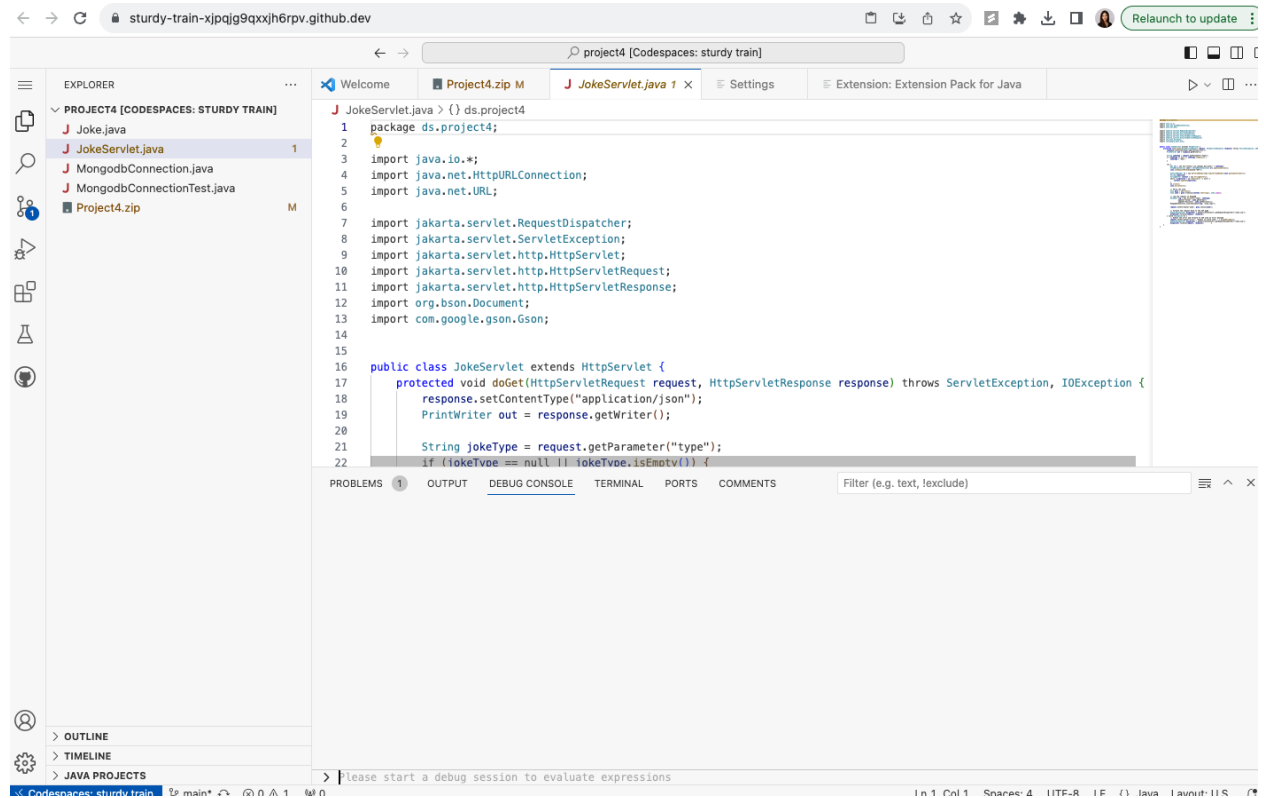 sturdy-train-xjpqjg9qxxjh6rpv.github.dev
Relaunch to update
project4 [Codespaces: sturdy train]
EXPLORER
PROJECT4 [CODESPACES: STURDY TRAIN]
J Joke.java
J JokeServlet.java 1
J MongodbConnection.java
J MongodbConnectionTest.java
Project4.zip M
1
OUTLINE
TIMELINE
JAVA PROJECTS
Welcome
Project4.zip M
J JokeServlet.java 1
Settings
Extension: Extension Pack for Java
J JokeServlet.java > {} ds.project4
1 package ds.project4;
2
3 import java.io.*;
4 import java.net.HttpURLConnection;
5 import java.net.URL;
6
7 import jakarta.servlet.RequestDispatcher;
8 import jakarta.servlet.ServletException;
9 import jakarta.servlet.http.HttpServlet;
10 import jakarta.servlet.http.HttpServletRequest;
11 import jakarta.servlet.http.HttpServletResponse;
12 import org.bson.Document;
13 import com.google.gson.Gson;
14
15
16 public class JokeServlet extends HttpServlet {
17 protected void doGet(HttpServletRequest request, HttpServletResponse response) throws ServletException, IOException {
18 response.setContentType("application/json");
19 PrintWriter out = response.getWriter();
20
21 String jokeType = request.getParameter("type");
22 if (jokeType == null || jokeType.isEmpty()) {
PROBLEMS 1 OUTPUT DEBUG CONSOLE TERMINAL PORTS COMMENTS
Filter (e.g. text, !exclude)
> Please start a debug session to evaluate expressions
Codespaces: sturdy train main* 0 1 0
Ln 1, Col 1 Spaces: 4 UTF-8 LF {} Java Layout: U.S.